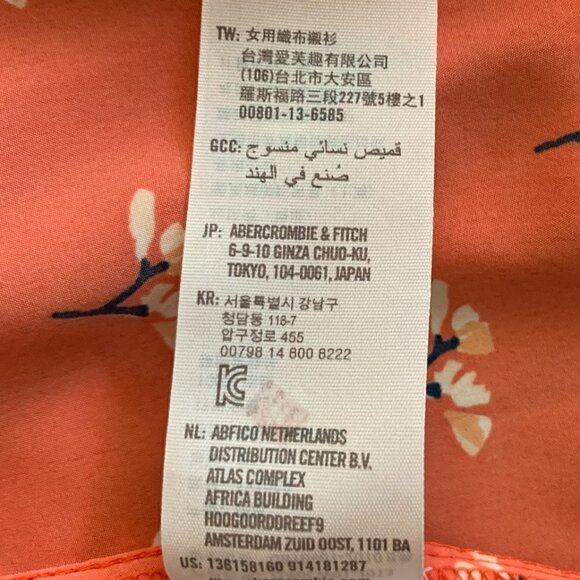 TW: 女用織布襯衫
台灣愛芙趣有限公司
(106)台北市大安區
羅斯福路三段227號5樓之1
00801-13-6585
GCC: قميص نسائي منسوج
صُنع في الهند
JP: ABERCROMBIE & FITCH
6-9-10 GINZA CHUO-KU,
TOKYO, 104-0061, JAPAN
KR: 서울특별시 강남구
청담동 118-7
압구정로 455
00798 14 800 8222
NL: ABFICO NETHERLANDS
DISTRIBUTION CENTER B.V.
ATLAS COMPLEX
AFRICA BUILDING
HOOGOORDDREEF9
AMSTERDAM ZUID OOST, 1101 BA
US: 136158160 914181287